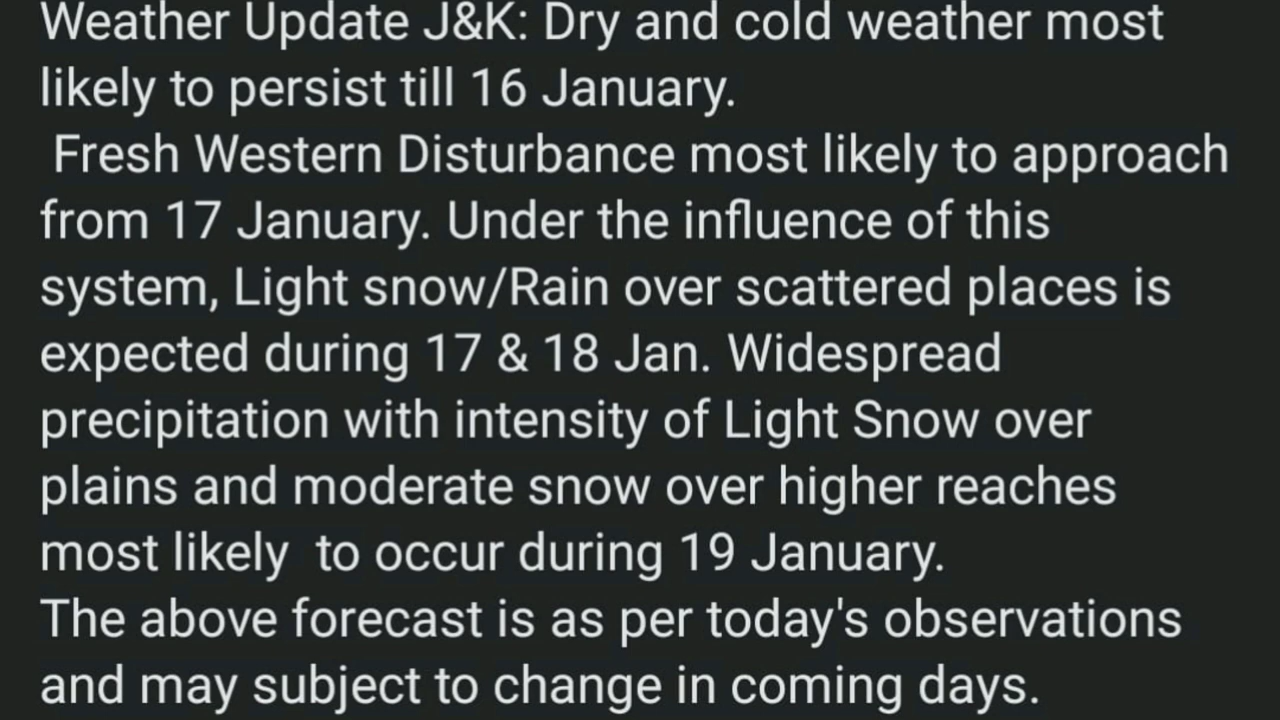 Weather Update J&K: Dry and cold weather most
likely to persist till 16 January.
Fresh Western Disturbance most likely to approach
from 17 January. Under the influence of this
system, Light snow/Rain over scattered places is
expected during 17 & 18 Jan. Widespread
precipitation with intensity of Light Snow over
plains and moderate snow over higher reaches
most likely  to occur during 19 January.
The above forecast is as per today's observations
and may subject to change in coming days.